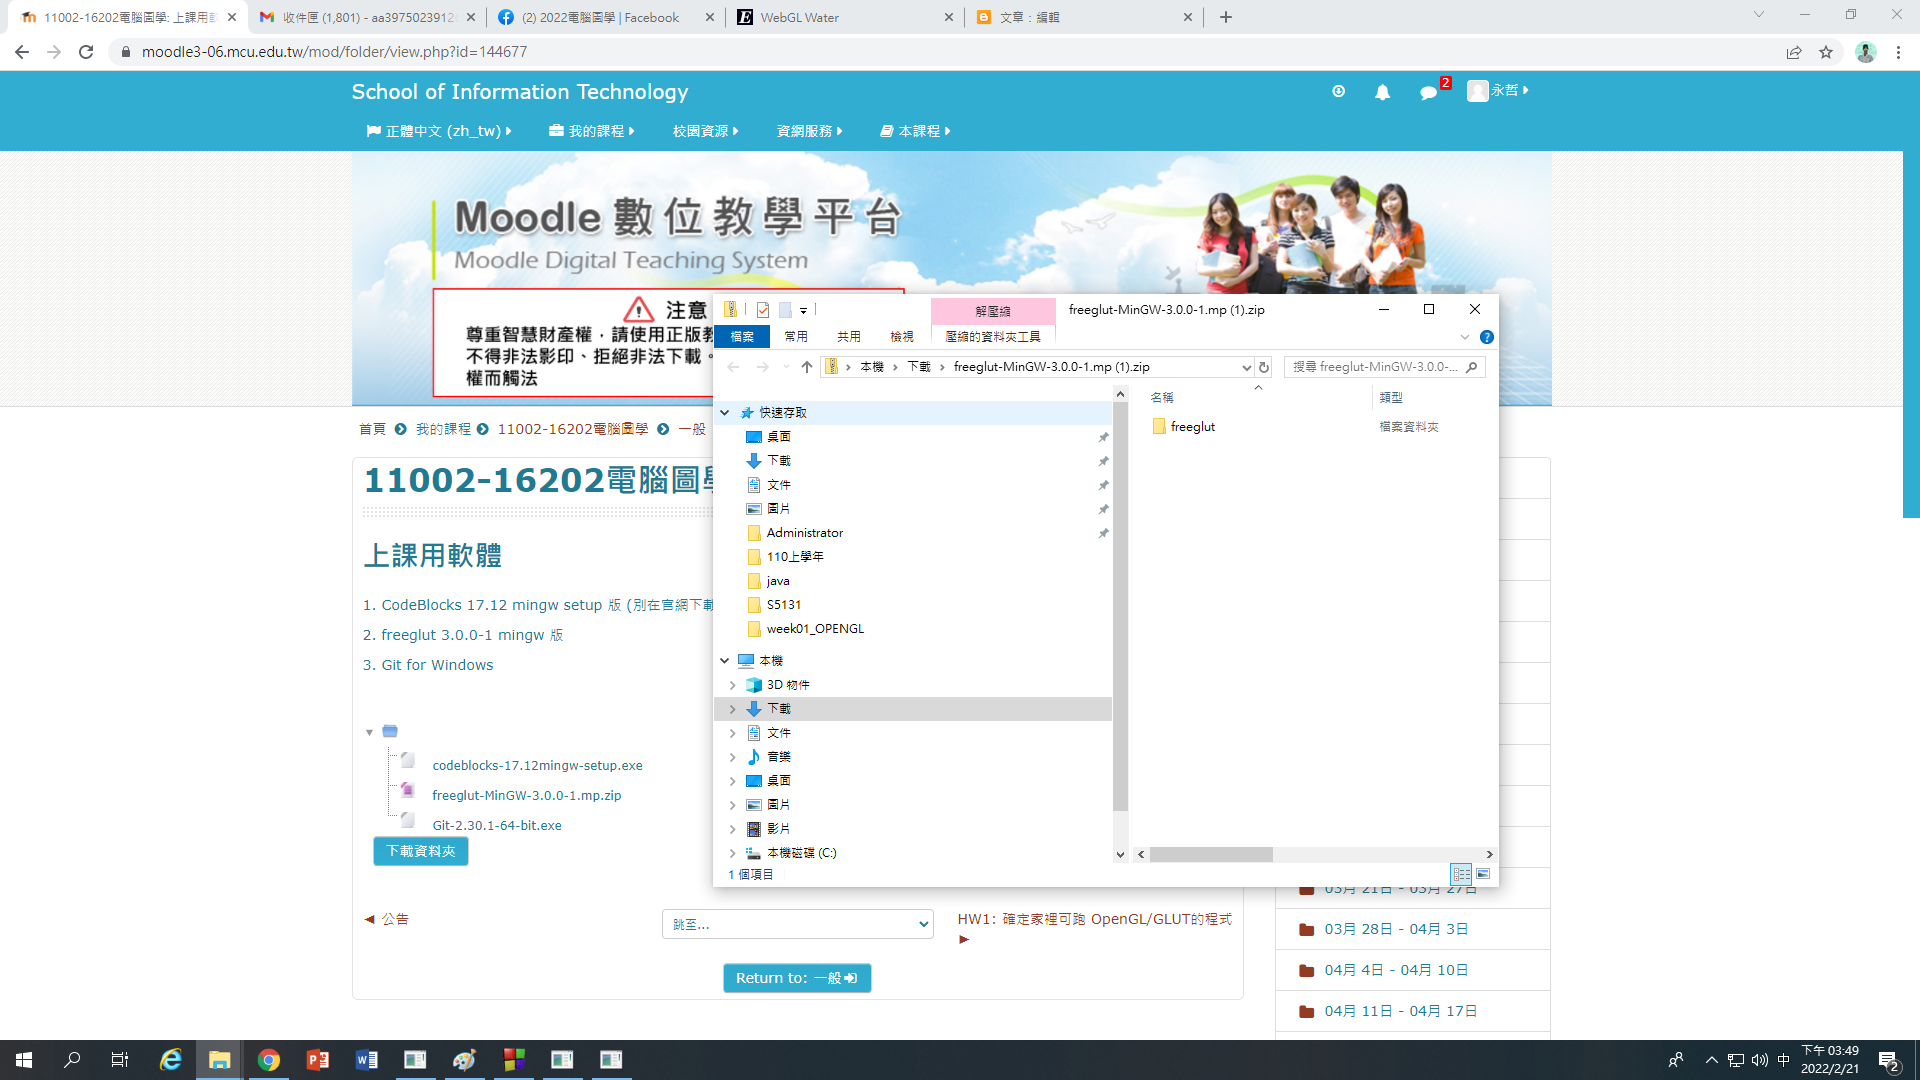 11002-16202電腦圖學: 上課用軟
收件匣 (1,801) - aa397502391
(2) 2022電腦圖學 | Facebook
WebGL Water
文章：編輯
moodle3-06.mcu.edu.tw/mod/folder/view.php?id=144677
School of Information Technology
2
永哲
正體中文 (zh_tw)
我的課程
校園資源
資網服務
本課程
Moodle 數位教學平台
Moodle Digital Teaching System
注意
尊重智慧財產權，請使用正版教
不得非法影印、拒絕非法下載。
權而觸法
首頁
我的課程
11002-16202電腦圖學
一般
11002-16202電腦圖學
上課用軟體
1. CodeBlocks 17.12 mingw setup 版 (別在官網下載
2. freeglut 3.0.0-1 mingw 版
3. Git for Windows
codeblocks-17.12mingw-setup.exe
freeglut-MinGW-3.0.0-1.mp.zip
Git-2.30.1-64-bit.exe
下載資料夾
◄ 公告
跳至...
HW1: 確定家裡可跑 OpenGL/GLUT的程式
►
Return to: 一般
解壓縮
freeglut-MinGW-3.0.0-1.mp (1).zip
檔案
常用
共用
檢視
壓縮的資料夾工具
本機
下載
freeglut-MinGW-3.0.0-1.mp (1).zip
搜尋 freeglut-MinGW-3.0.0-...
快速存取
桌面
下載
文件
圖片
Administrator
110上學年
java
S5131
week01_OPENGL
本機
3D 物件
下載
文件
音樂
桌面
圖片
影片
本機磁碟 (C:)
名稱
類型
freeglut
檔案資料夾
1 個項目
03月 21日 - 03月 27日
03月 28日 - 04月 3日
04月 4日 - 04月 10日
04月 11日 - 04月 17日
中
下午 03:49
2022/2/21
2